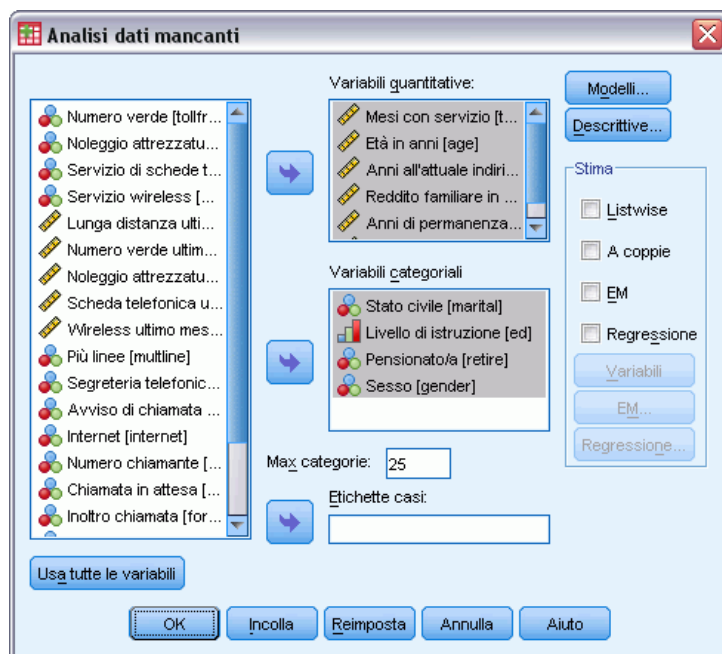 Analisi dati mancanti
Numero verde [tollfr...
Noleggio attrezzatu...
Servizio di schede t...
Servizio wireless [...
Lunga distanza ulti...
Numero verde ultim...
Noleggio attrezzatu...
Scheda telefonica u...
Wireless ultimo mes...
Più linee [multline]
Segreteria telefonic...
Avviso di chiamata ...
Internet [internet]
Numero chiamante [...
Chiamata in attesa [...
Inoltro chiamata [for...
Usa tutte le variabili
Variabili quantitative:
Mesi con servizio [t...
Età in anni [age]
Anni all'attuale indiri...
Reddito familiare in ...
Anni di permanenza...
Variabili categoriali
Stato civile [marital]
Livello di istruzione [ed]
Pensionato/a [retire]
Sesso [gender]
Max categorie: 25
Etichette casi:
Modelli...
Descrittive...
Stima
Listwise
A coppie
EM
Regressione
Variabili
EM...
Regressione...
OK Incolla Reimposta Annulla Aiuto